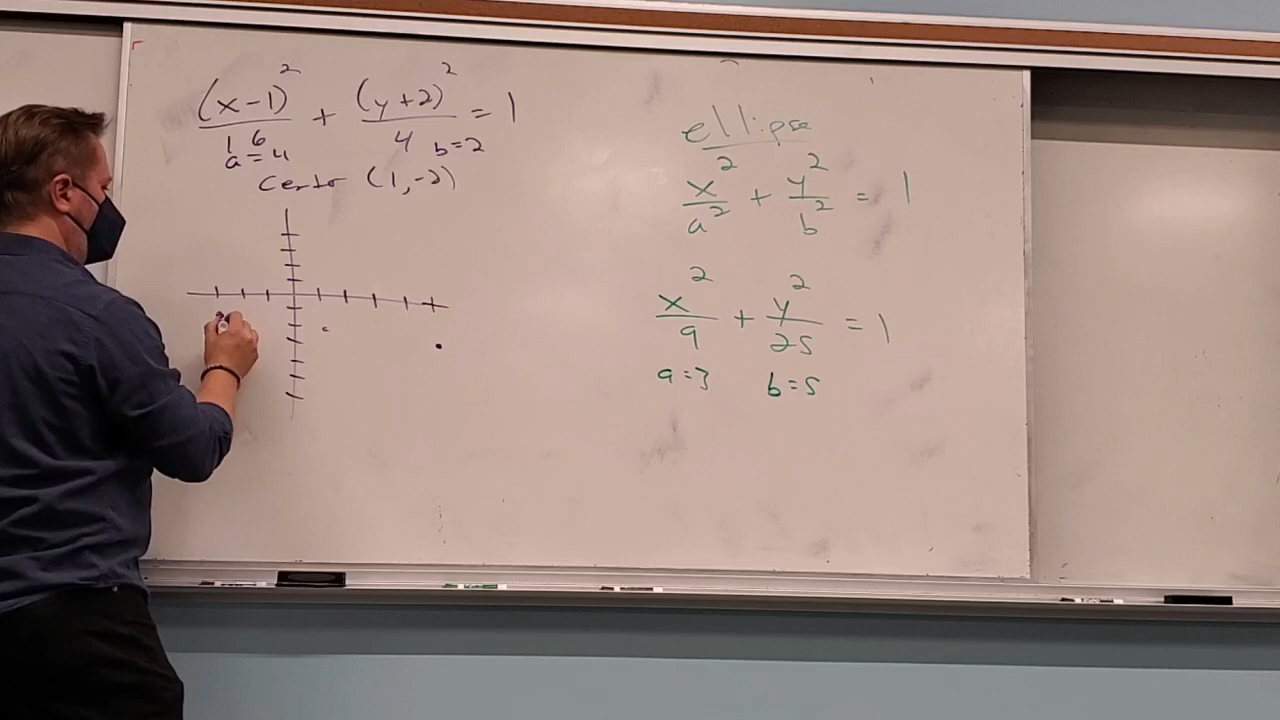 (x-1)²/16 + (y+2)²/4 = 1
a=4 b=2
(1,-2)
ellipse
x²/a² + y²/b² = 1
x²/9 + y²/25 = 1
a=3 b=5